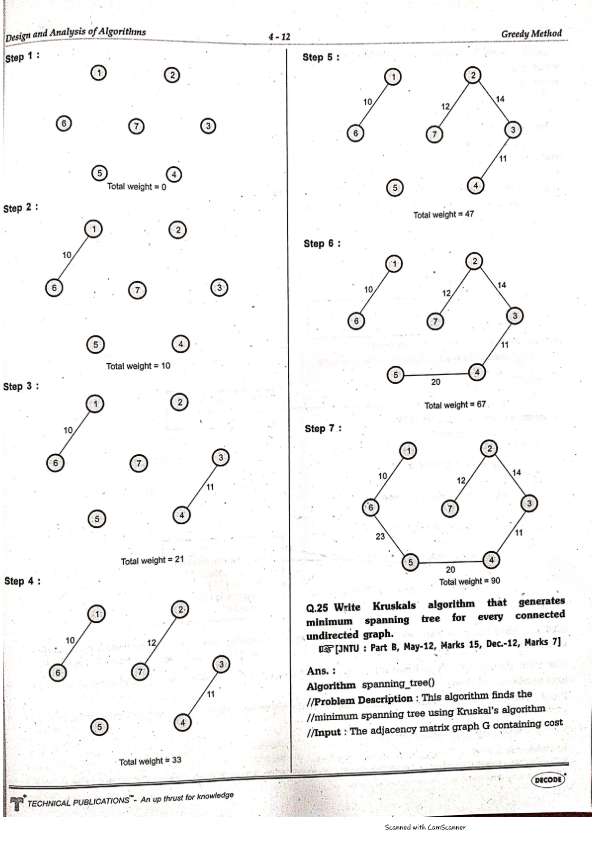 Design and Analysis of Algorithms
4 - 12
Greedy Method
Step 1 :
1
2
6
7
3
5
4
Total weight = 0
Step 2 :
1
2
10
6
7
3
5
4
Total weight = 10
Step 3 :
1
2
10
6
7
3
11
5
4
Total weight = 21
Step 4 :
1
2
10
12
6
7
3
11
5
4
Total weight = 33
Step 5 :
1
2
10
12
14
6
7
3
11
5
4
Total weight = 47
Step 6 :
1
2
10
12
14
6
7
3
11
5
4
20
Total weight = 67
Step 7 :
1
2
10
12
14
6
7
3
23
11
5
4
20
Total weight = 90
Q.25 Write Kruskals algorithm that generates
minimum spanning tree for every connected
undirected graph.
[JNTU : Part B, May-12, Marks 15, Dec.-12, Marks 7]
Ans. :
Algorithm spanning_tree()
//Problem Description : This algorithm finds the
//minimum spanning tree using Kruskal's algorithm
//Input : The adjacency matrix graph G containing cost
TECHNICAL PUBLICATIONS™- An up thrust for knowledge
DECODE
Scanned with CamScanner